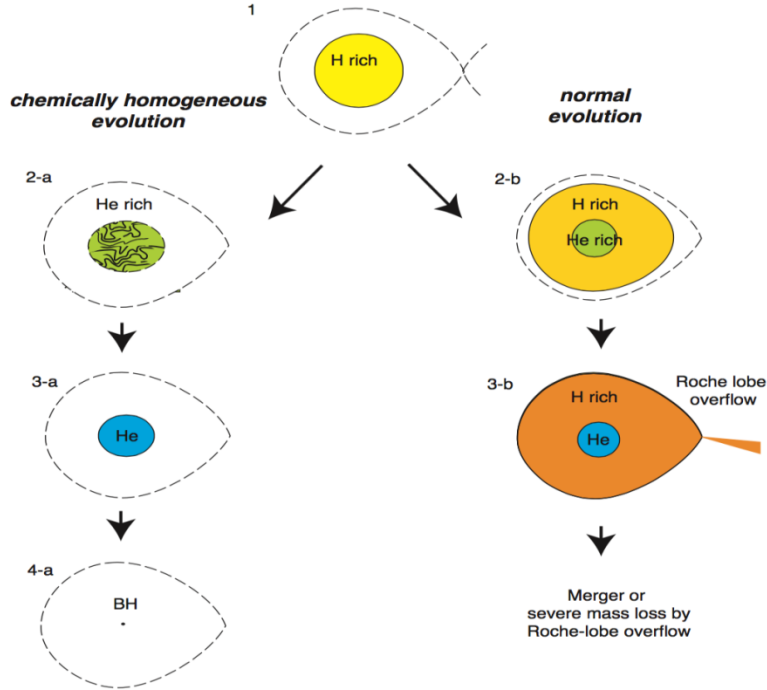 1
H rich
chemically homogeneous
evolution
normal
evolution
2-a
He rich
2-b
H rich
He rich
3-a
He
3-b
H rich
He
Roche lobe
overflow
4-a
BH
Merger or
severe mass loss by
Roche-lobe overflow